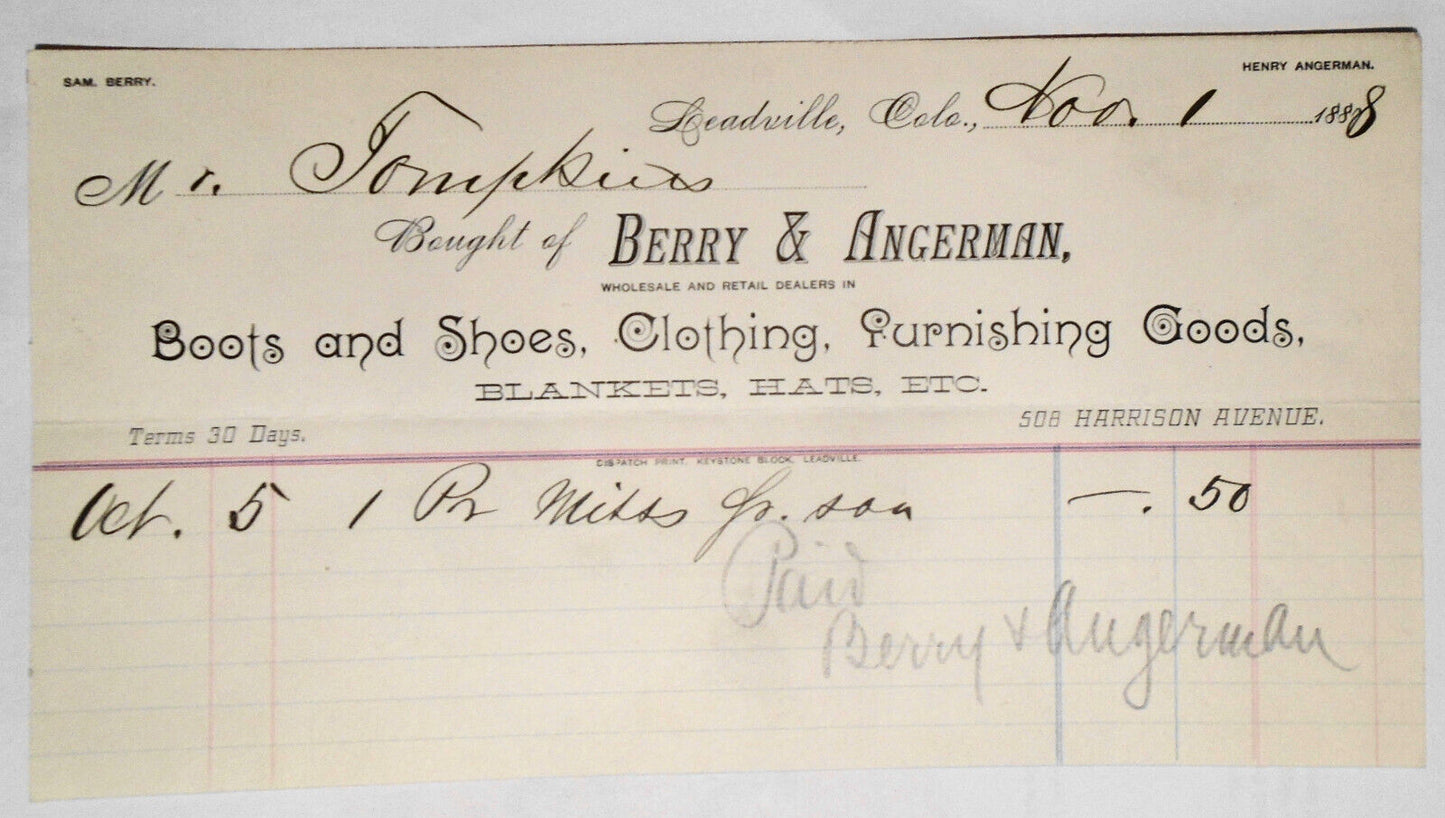 SAM. BERRY.
HENRY ANGERMAN.
Leadville, Colo., Nov. 1 1888
Mr. Tompkins
Bought of BERRY & ANGERMAN,
WHOLESALE AND RETAIL DEALERS IN
Boots and Shoes, Clothing, Furnishing Goods,
BLANKETS, HATS, ETC.
Terms 30 Days.
508 HARRISON AVENUE.
DISPATCH PRINT, KEYSTONE BLOCK, LEADVILLE.
Oct. 5 1 Pr Mitts fr. son —. 50
Paid
Berry & Angerman